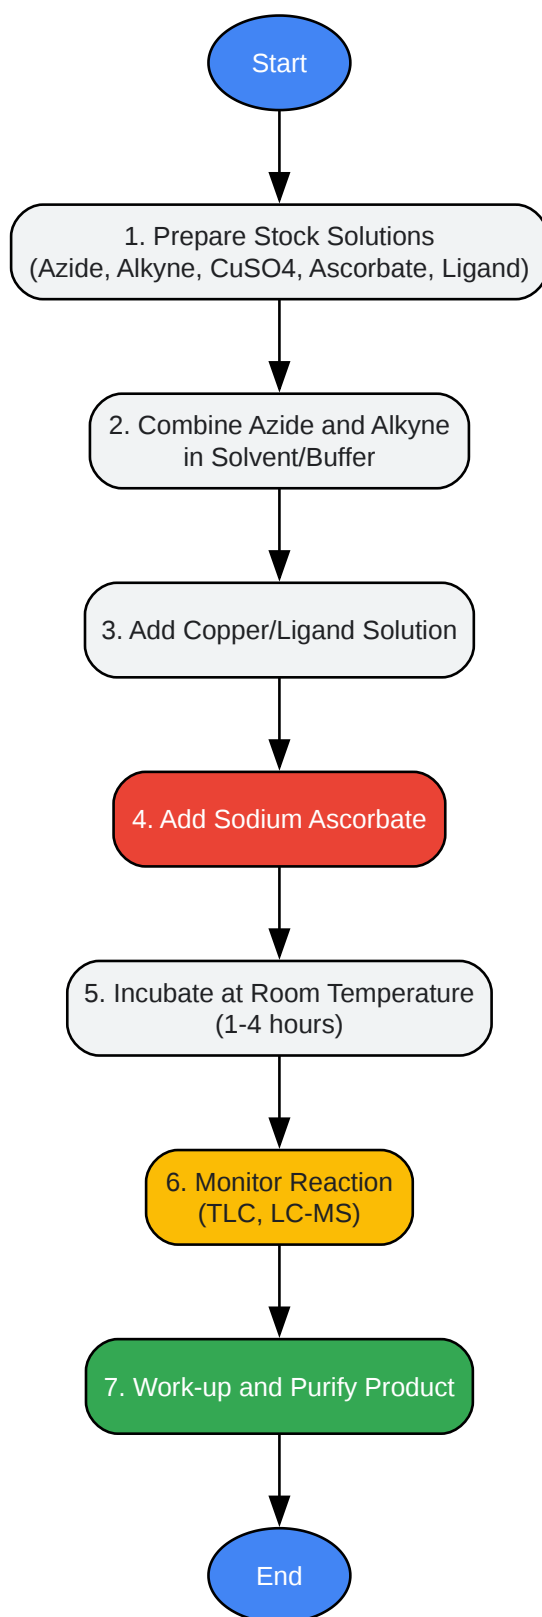 Start
1. Prepare Stock Solutions
(Azide, Alkyne, CuSO4, Ascorbate, Ligand)
2. Combine Azide and Alkyne
in Solvent/Buffer
3. Add Copper/Ligand Solution
4. Add Sodium Ascorbate
5. Incubate at Room Temperature
(1-4 hours)
6. Monitor Reaction
(TLC, LC-MS)
7. Work-up and Purify Product
End